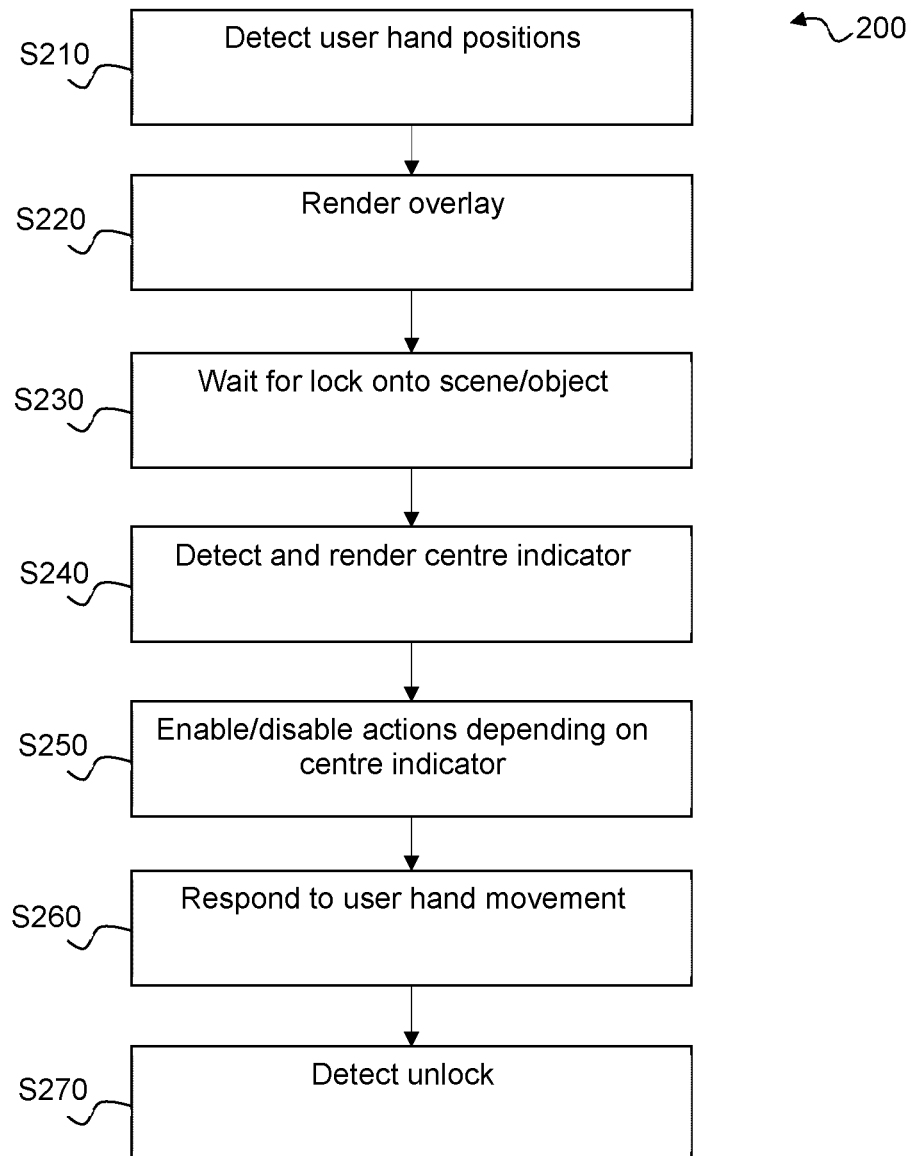 200
S210
Detect user hand positions
S220
Render overlay
S230
Wait for lock onto scene/object
S240
Detect and render centre indicator
S250
Enable/disable actions depending on
centre indicator
S260
Respond to user hand movement
S270
Detect unlock